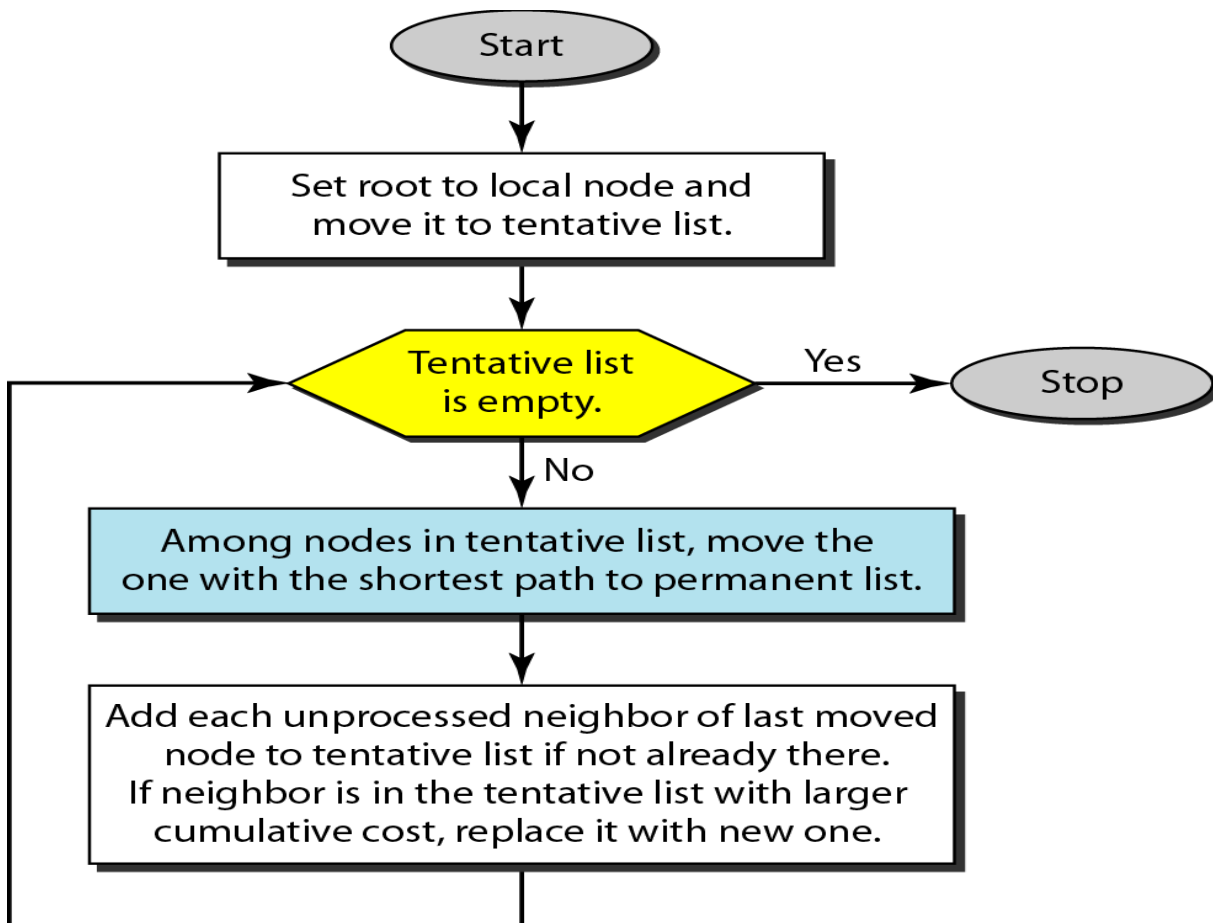 Start
Set root to local node and
move it to tentative list.
Tentative list
is empty.
Yes
Stop
No
Among nodes in tentative list, move the
one with the shortest path to permanent list.
Add each unprocessed neighbor of last moved
node to tentative list if not already there.
If neighbor is in the tentative list with larger
cumulative cost, replace it with new one.